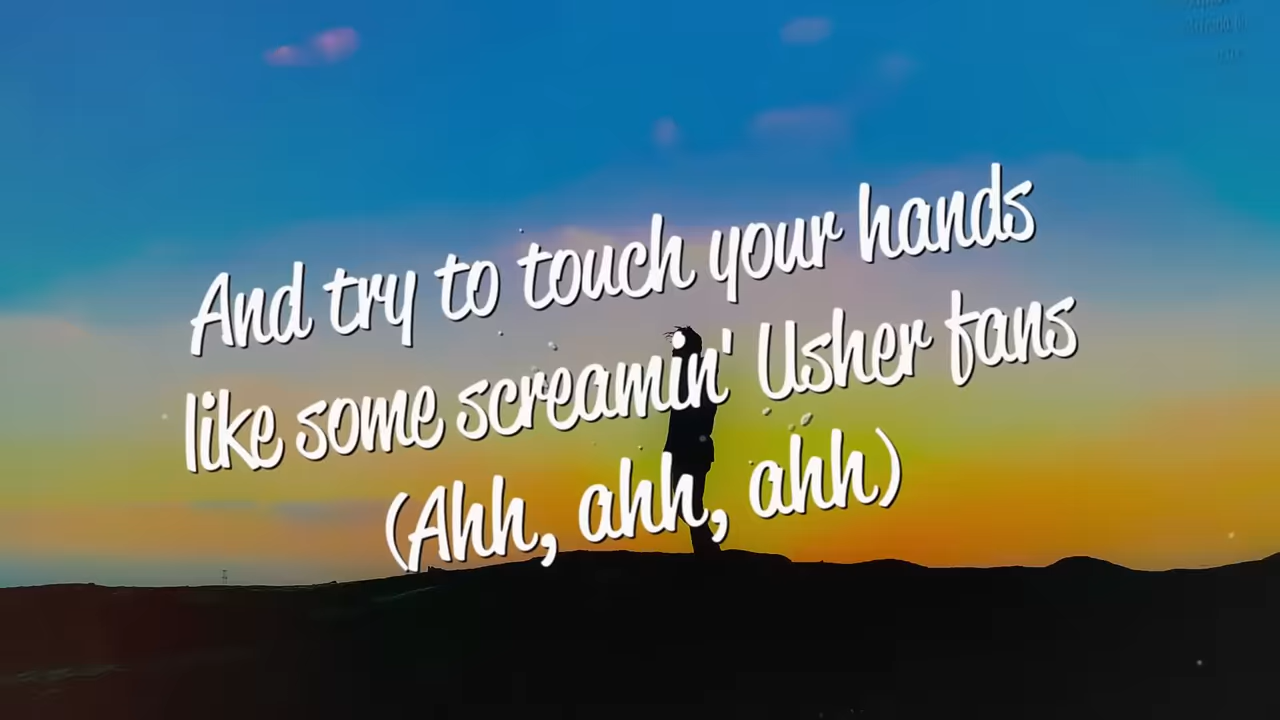 And try to touch your hands
like some screamin' Usher fans
(Ahh, ahh, ahh)